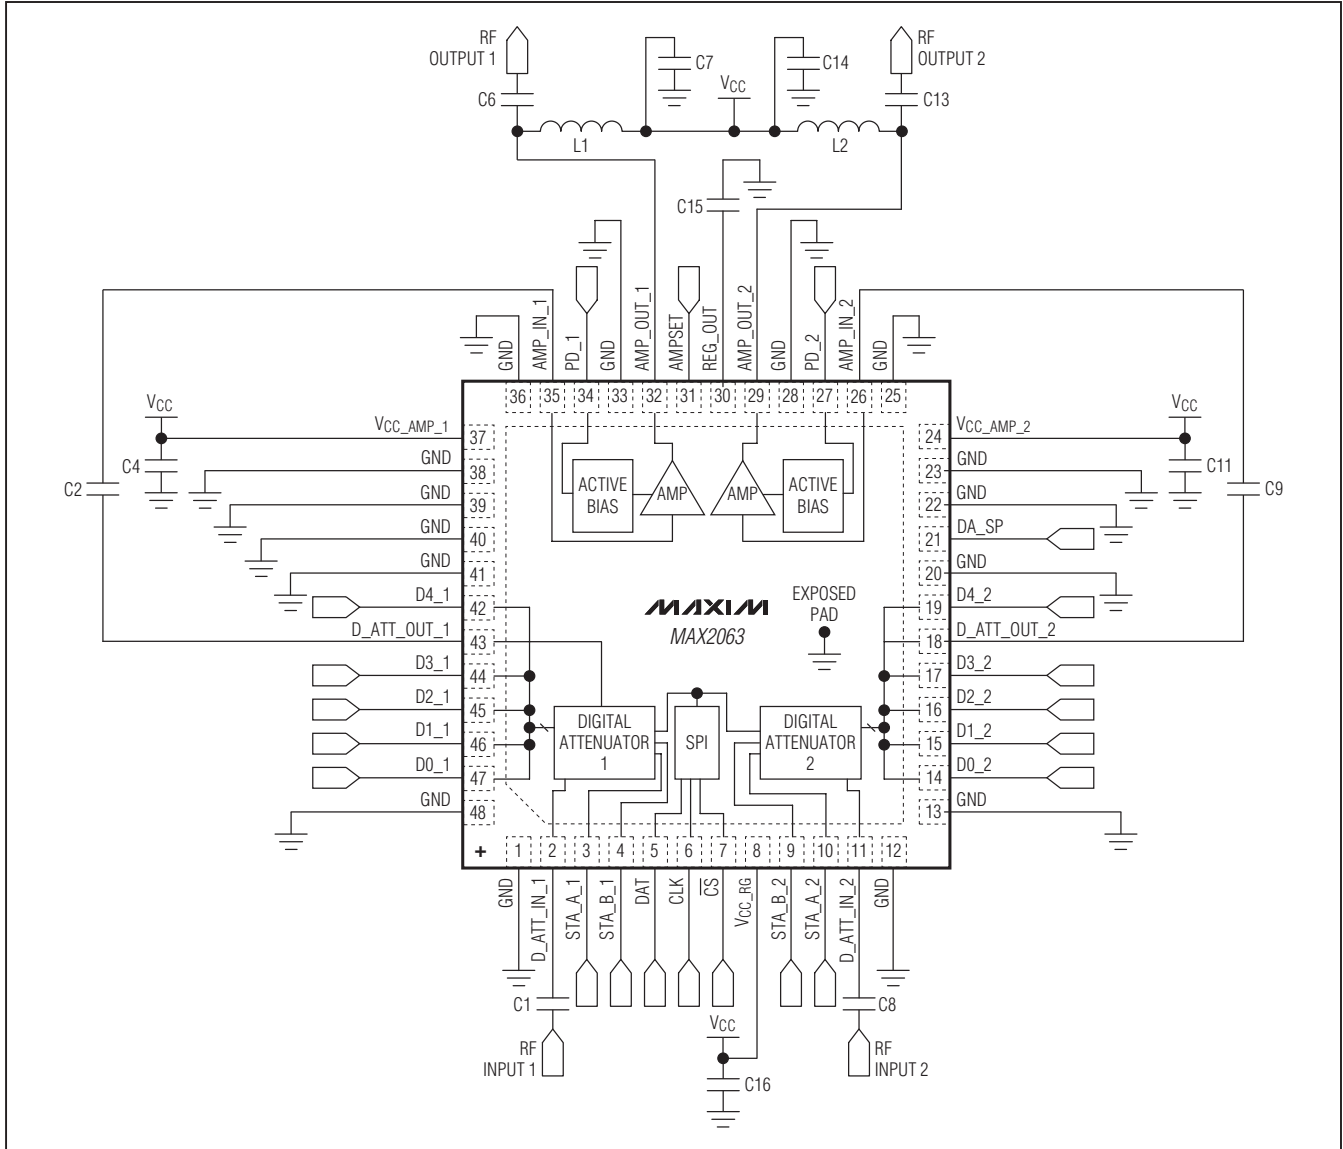 RF
OUTPUT 1
C6
L1
C7
VCC
C14
L2
C13
RF
OUTPUT 2
C15
GND
AMP_IN_1
PD_1
GND
AMP_OUT_1
AMPSET
REG_OUT
AMP_OUT_2
GND
PD_2
AMP_IN_2
GND
36
35
34
33
32
31
30
29
28
27
26
25
VCC
C4
C2
VCC_AMP_1
37
GND
38
GND
39
GND
40
GND
41
D4_1
42
D_ATT_OUT_1
43
D3_1
44
D2_1
45
D1_1
46
D0_1
47
GND
48
ACTIVE
BIAS
AMP
AMP
ACTIVE
BIAS
MAXIM
MAX2063
EXPOSED
PAD
DIGITAL
ATTENUATOR
1
SPI
DIGITAL
ATTENUATOR
2
24
VCC_AMP_2
VCC
C11
C9
23
GND
22
GND
21
DA_SP
20
GND
19
D4_2
18
D_ATT_OUT_2
17
D3_2
16
D2_2
15
D1_2
14
D0_2
13
GND
+
1
2
3
4
5
6
7
8
9
10
11
12
GND
D_ATT_IN_1
STA_A_1
STA_B_1
DAT
CLK
CS
VCC_RG
STA_B_2
STA_A_2
D_ATT_IN_2
GND
C1
RF
INPUT 1
VCC
C16
C8
RF
INPUT 2